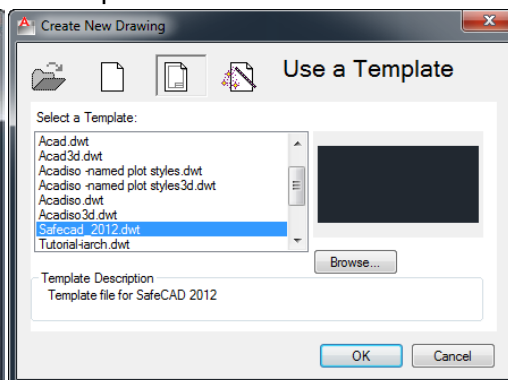 Create New Drawing
Use a Template
Select a Template:
Acad.dwt
Acad3d.dwt
Acadiso -named plot styles.dwt
Acadiso -named plot styles3d.dwt
Acadiso.dwt
Acadiso3d.dwt
Safecad_2012.dwt
Tutorial-iarch.dwt
Browse...
Template Description
Template file for SafeCAD 2012
OK
Cancel